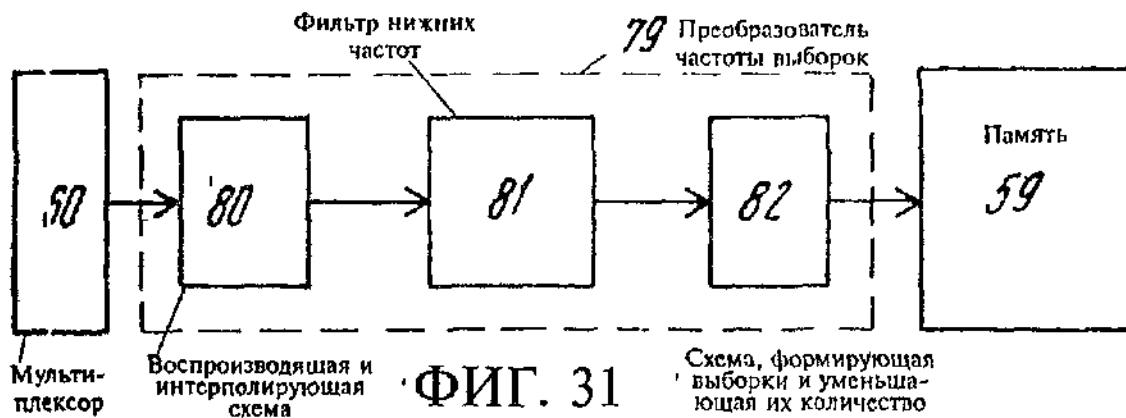 Фильтр нижних
частот
79 Преобразователь
частоты выборок
50
80
81
82
Память
59
Мульти-
плексор
Воспроизводящая и
интерполирующая
схема
ФИГ. 31
Схема, формирующая
выборки и уменьша-
ющая их количество